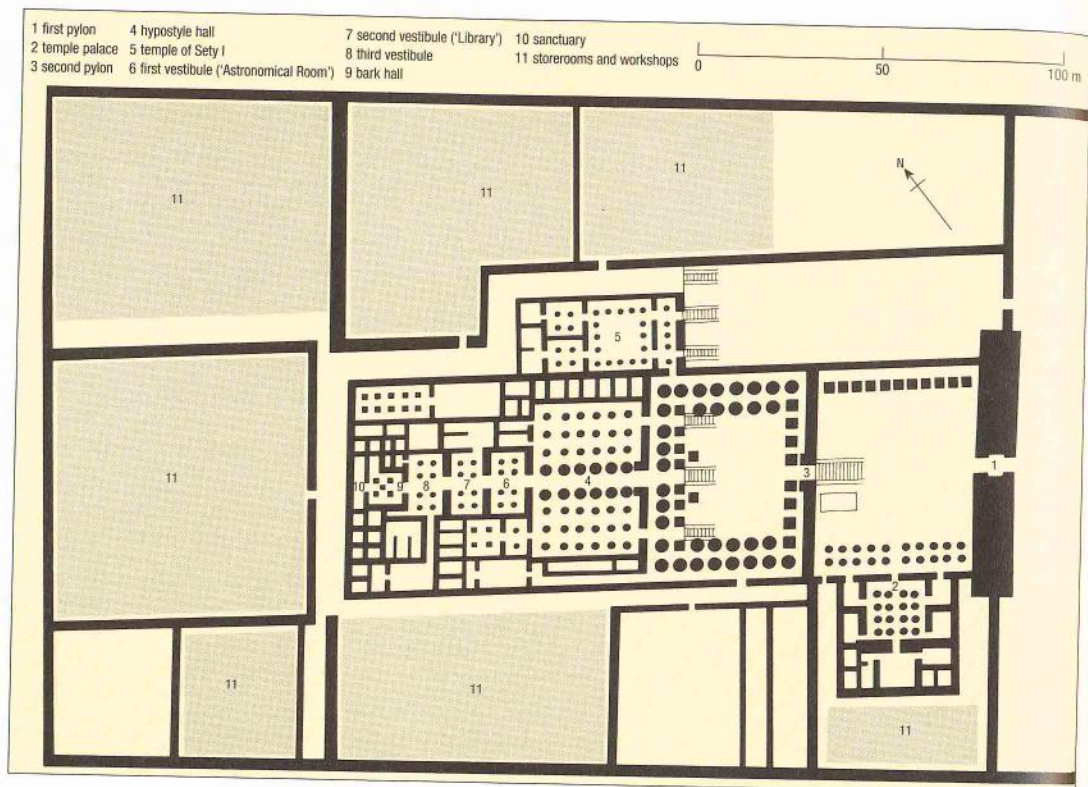 1 first pylon
2 temple palace
3 second pylon
4 hypostyle hall
5 temple of Sety I
6 first vestibule ('Astronomical Room')
7 second vestibule ('Library')
8 third vestibule
9 bark hall
10 sanctuary
11 storerooms and workshops
0 50 100 m
N
11
11
11
5
11
10 9 8 7 6 4 3 1
2
11
11
11